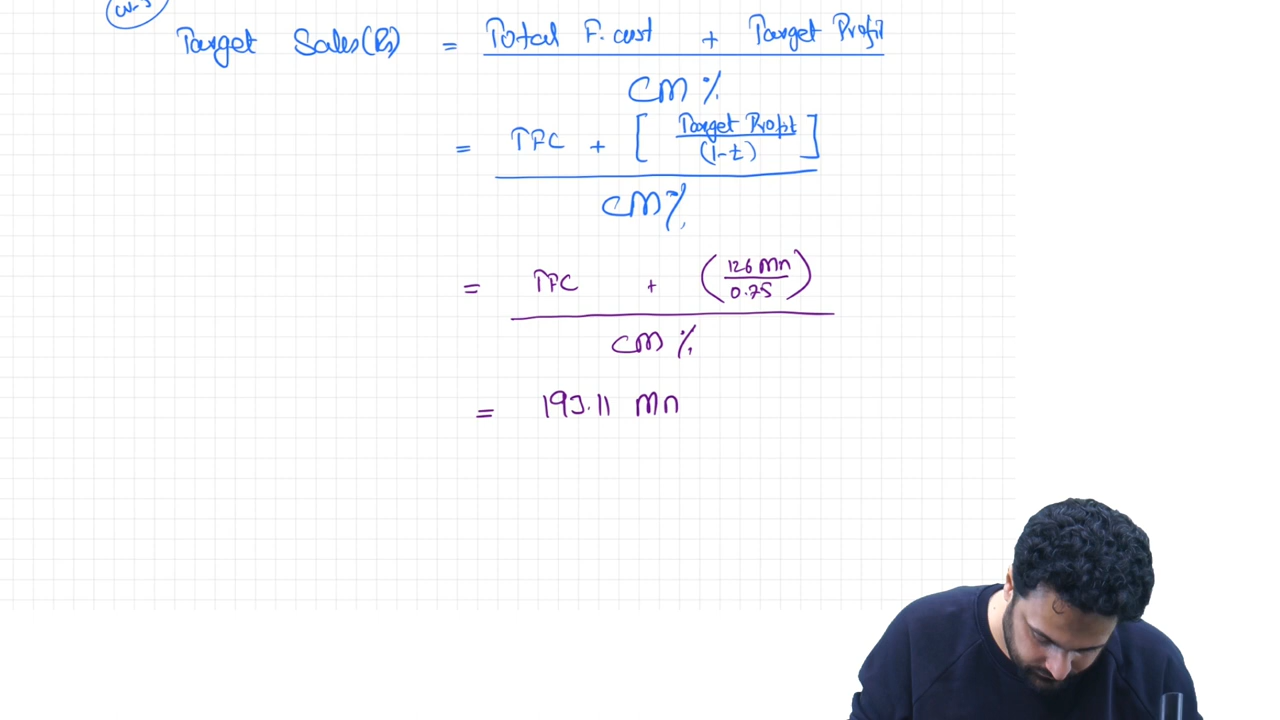 Target Sales(Rs) = Total F. cost + Target Profit
CM %
= TFC + [ Target Profit
(1-t) ]
CM%
= TFC + ( 126 Mn
0.75 )
CM %
= 193.11 Mn